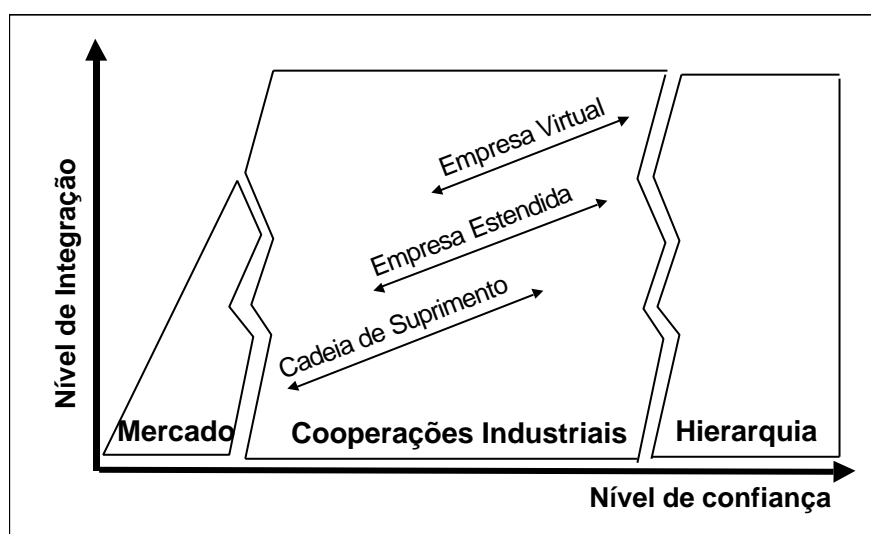 Nível de Integração
Empresa Virtual
Empresa Estendida
Cadeia de Suprimento
Mercado
Cooperações Industriais
Hierarquia
Nível de confiança